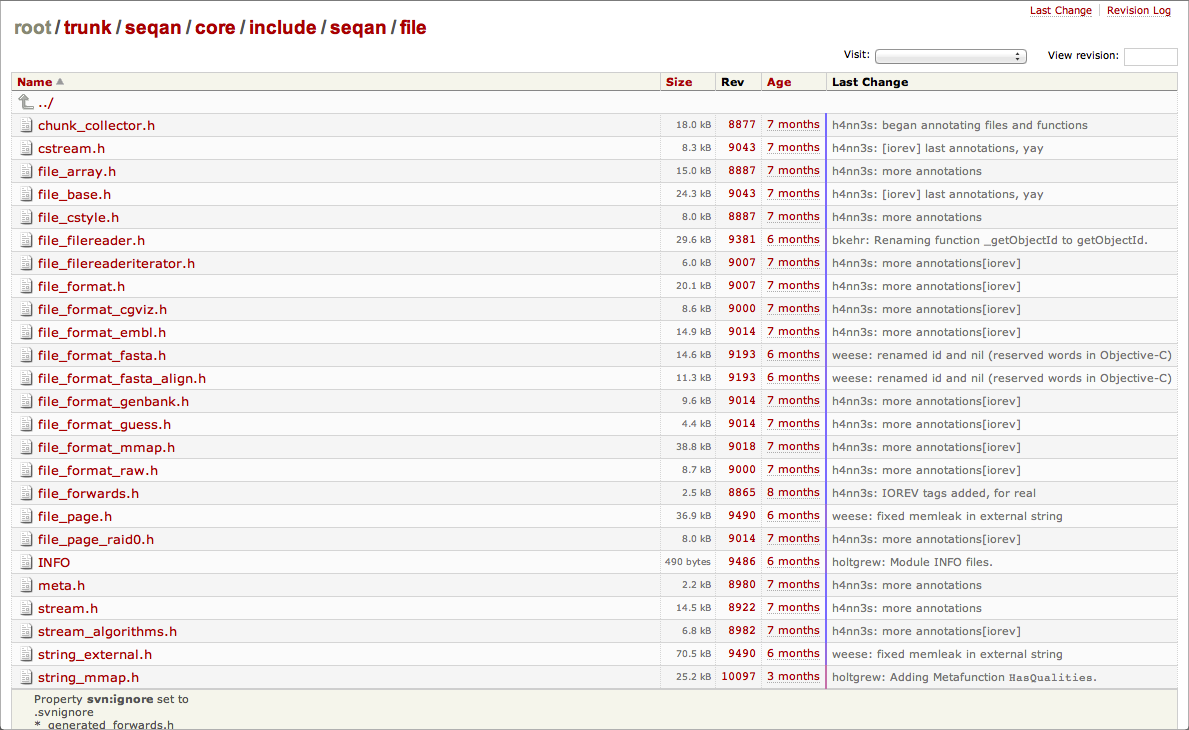 Last Change Revision Log
root / trunk / seqan / core / include / seqan / file
Visit: View revision:
Name Size Rev Age Last Change
../
chunk_collector.h 18.0 kB 8877 7 months h4nn3s: began annotating files and functions
cstream.h 8.3 kB 9043 7 months h4nn3s: [iorev] last annotations, yay
file_array.h 15.0 kB 8887 7 months h4nn3s: more annotations
file_base.h 24.3 kB 9043 7 months h4nn3s: [iorev] last annotations, yay
file_cstyle.h 8.0 kB 8887 7 months h4nn3s: more annotations
file_filereader.h 29.6 kB 9381 6 months bkehr: Renaming function _getObjectId to getObjectId.
file_filereaderiterator.h 6.0 kB 9007 7 months h4nn3s: more annotations[iorev]
file_format.h 20.1 kB 9007 7 months h4nn3s: more annotations[iorev]
file_format_cgviz.h 8.6 kB 9000 7 months h4nn3s: more annotations[iorev]
file_format_embl.h 14.9 kB 9014 7 months h4nn3s: more annotations[iorev]
file_format_fasta.h 14.6 kB 9193 6 months weese: renamed id and nil (reserved words in Objective-C)
file_format_fasta_align.h 11.3 kB 9193 6 months weese: renamed id and nil (reserved words in Objective-C)
file_format_genbank.h 9.6 kB 9014 7 months h4nn3s: more annotations[iorev]
file_format_guess.h 4.4 kB 9014 7 months h4nn3s: more annotations[iorev]
file_format_mmap.h 38.8 kB 9018 7 months h4nn3s: more annotations[iorev]
file_format_raw.h 8.7 kB 9000 7 months h4nn3s: more annotations[iorev]
file_forwards.h 2.5 kB 8865 8 months h4nn3s: IOREV tags added, for real
file_page.h 36.9 kB 9490 6 months weese: fixed memleak in external string
file_page_raid0.h 8.0 kB 9014 7 months h4nn3s: more annotations[iorev]
INFO 490 bytes 9486 6 months holtgrew: Module INFO files.
meta.h 2.2 kB 8980 7 months h4nn3s: more annotations
stream.h 14.5 kB 8922 7 months h4nn3s: more annotations
stream_algorithms.h 6.8 kB 8982 7 months h4nn3s: more annotations[iorev]
string_external.h 70.5 kB 9490 6 months weese: fixed memleak in external string
string_mmap.h 25.2 kB 10097 3 months holtgrew: Adding Metafunction HasQualities.
Property svn:ignore set to
.svnignore
*_generated_forwards.h